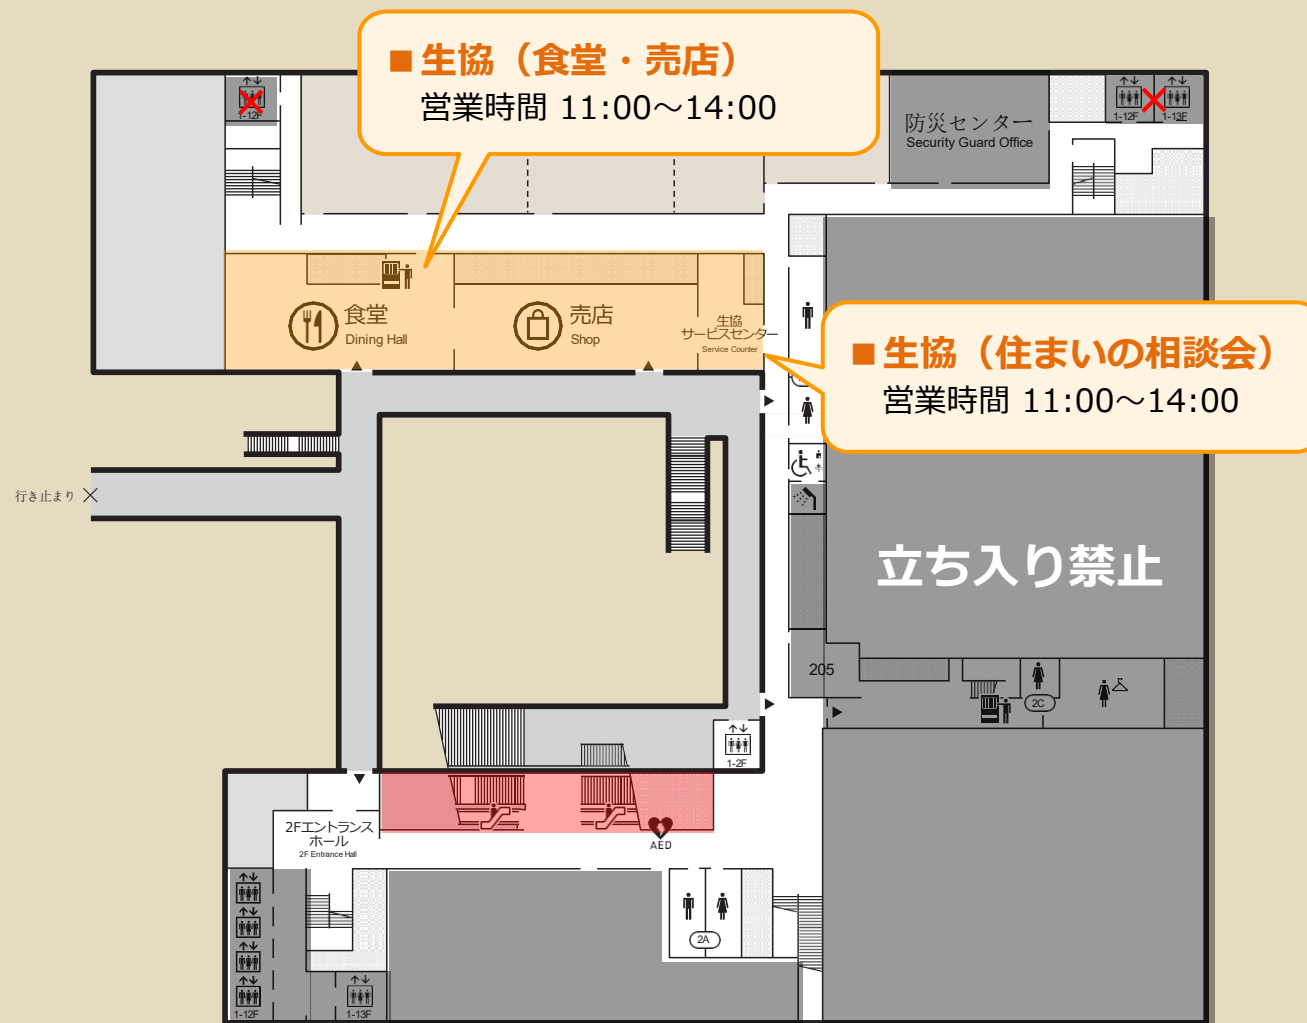 ■ 生協（食堂・売店）
営業時間 11:00～14:00
1-12F
防災センター
Security Guard Office
1-12F
1-13F
食堂
Dining Hall
売店
Shop
生協
サービスセンター
Service Counter
■ 生協（住まいの相談会）
営業時間 11:00～14:00
行き止まり
立ち入り禁止
205
2C
1-2F
2Fエントランス
ホール
2F Entrance Hall
AED
2A
1-12F
1-13F